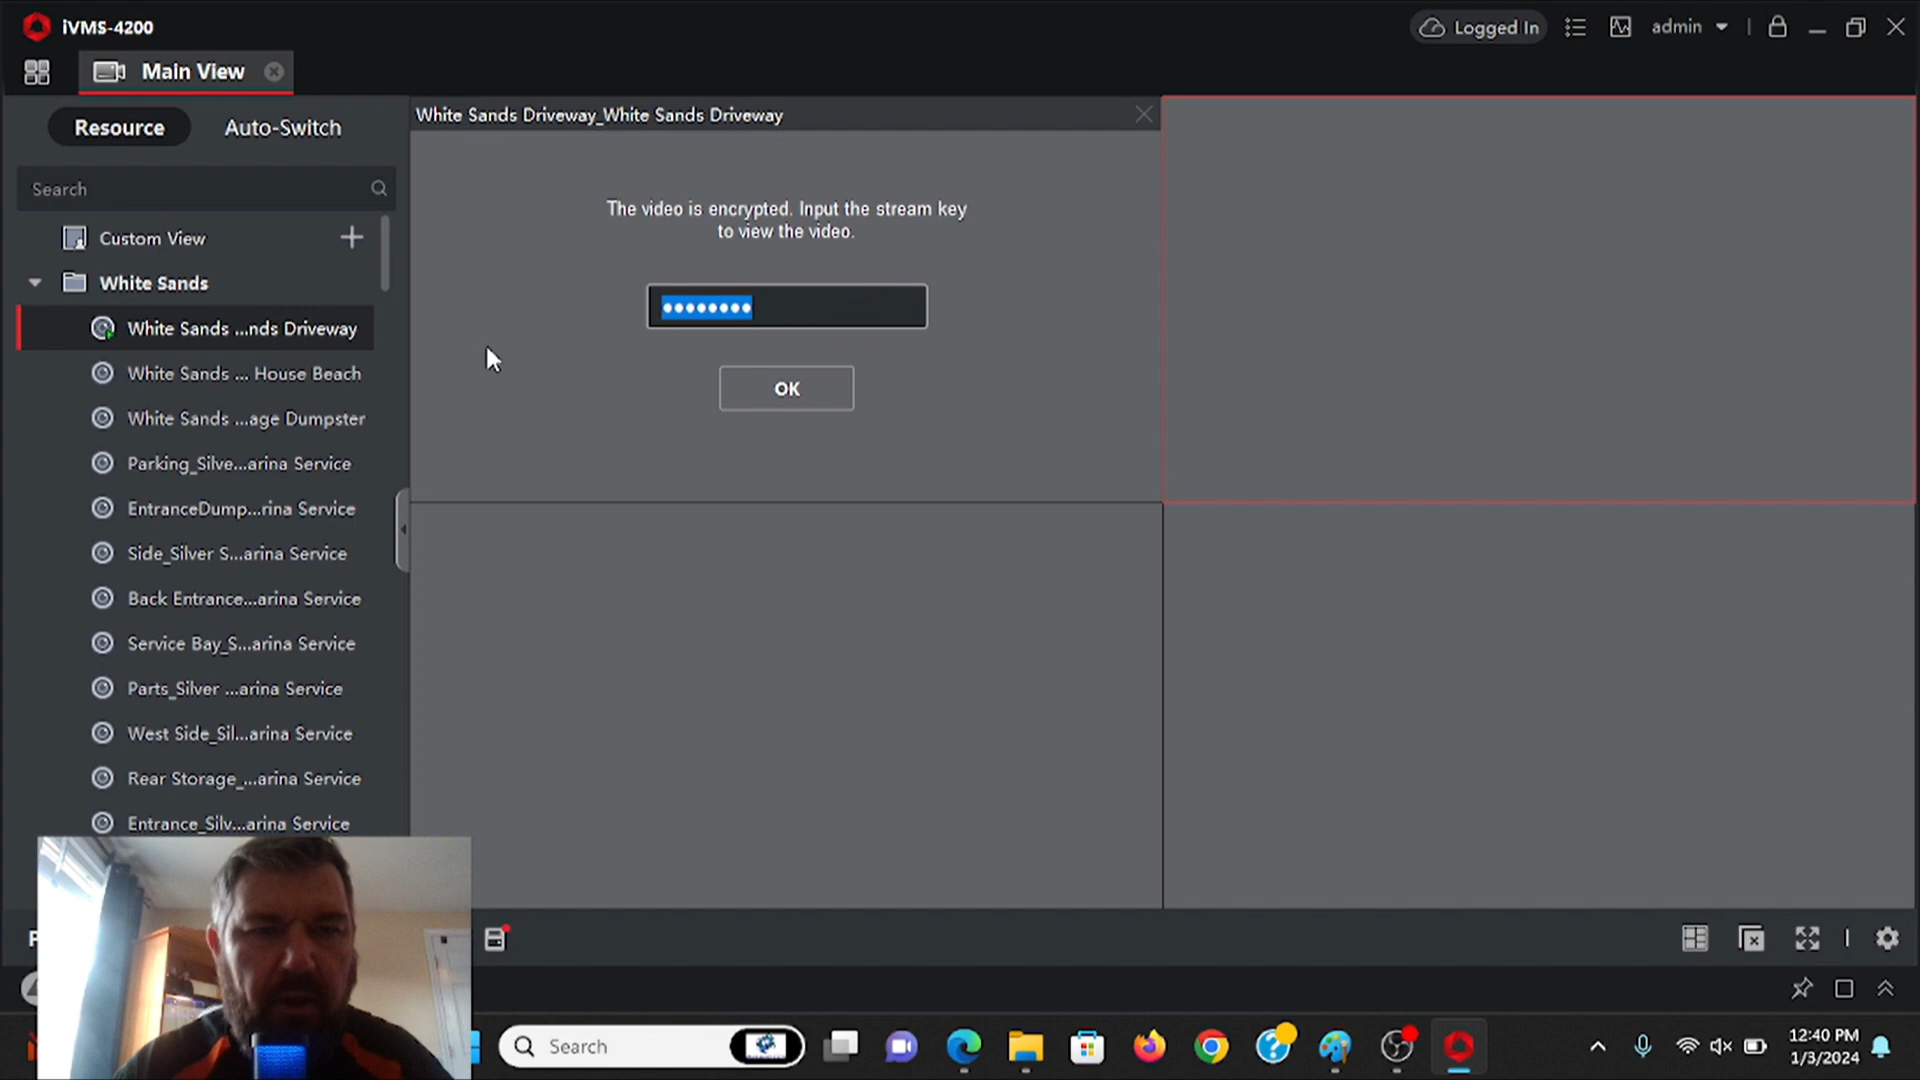 iVMS-4200
Logged In
admin
Main View
Resource
Auto-Switch
White Sands Driveway_White Sands Driveway
Search
The video is encrypted. Input the stream key
to view the video.
Custom View
White Sands
White Sands ...nds Driveway
OK
White Sands ... House Beach
White Sands ...age Dumpster
Parking_Silve...arina Service
EntranceDump...rina Service
Side_Silver S...arina Service
Back Entrance...arina Service
Service Bay_S...arina Service
Parts_Silver ...arina Service
West Side_Sil...arina Service
Rear Storage_...arina Service
Entrance_Silv...arina Service
Search
12:40 PM
1/3/2024